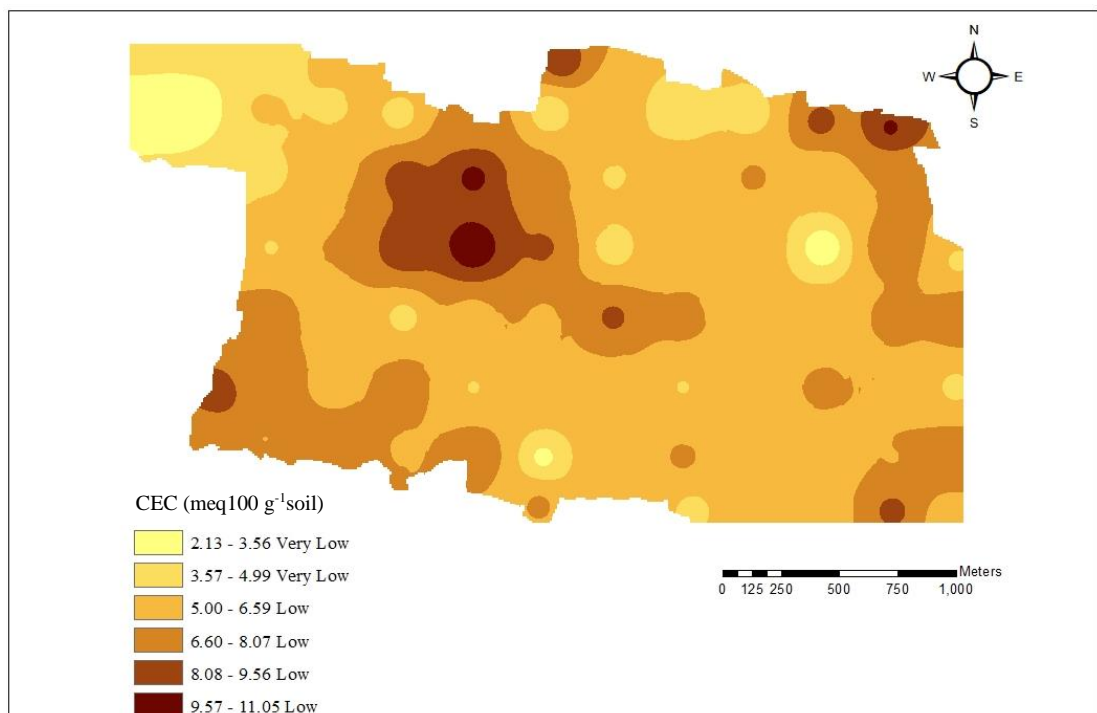 N
W E
S
CEC (meq100 g-1soil)
2.13 - 3.56 Very Low
3.57 - 4.99 Very Low
5.00 - 6.59 Low
6.60 - 8.07 Low
8.08 - 9.56 Low
9.57 - 11.05 Low
Meters
0 125 250 500 750 1,000